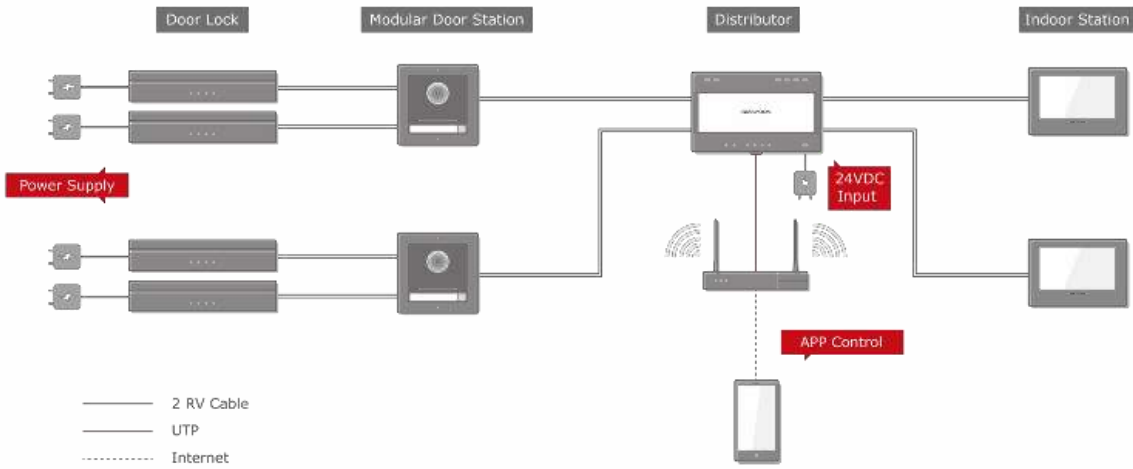 Door Lock
Modular Door Station
Distributor
Indoor Station
Power Supply
24VDC
Input
APP Control
2 RV Cable
UTP
Internet